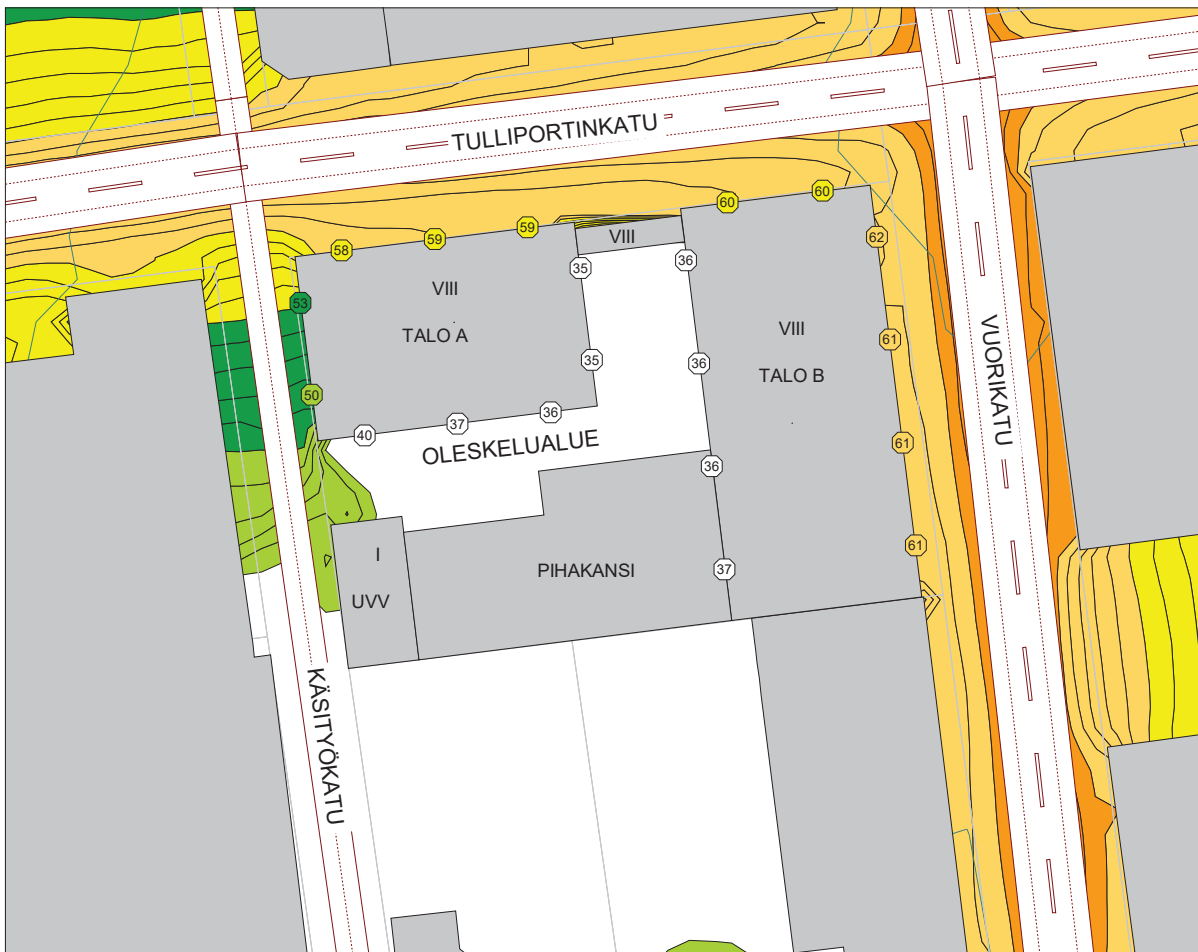 TULLIPORTINKATU
60
60
59
59
58
VIII
62
35
36
VIII
53
VIII
TALO A
VUORIKATU
61
35
36
TALO B
50
36
37
40
OLESKELUALUE
61
36
I
61
PIHAKANSI
37
UVV
KÄSITYÖKATU